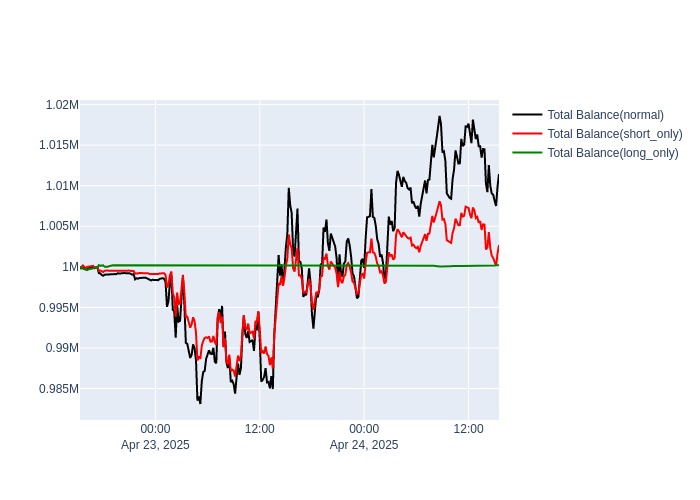 1.02M
1.015M
1.01M
1.005M
1M
0.995M
0.99M
0.985M
00:00
Apr 23, 2025
12:00
00:00
Apr 24, 2025
12:00
Total Balance(normal)
Total Balance(short_only)
Total Balance(long_only)